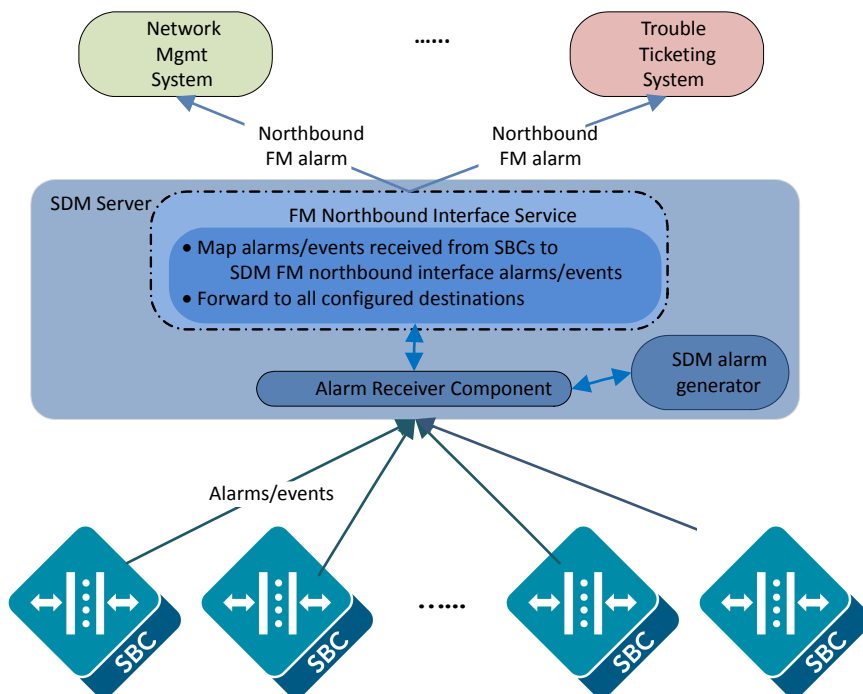 Network
Mgmt
System
......
Trouble
Ticketing
System
Northbound
FM alarm
Northbound
FM alarm
SDM Server
FM Northbound Interface Service
• Map alarms/events received from SBCs to
SDM FM northbound interface alarms/events
• Forward to all configured destinations
SDM alarm
generator
Alarm Receiver Component
Alarms/events
SBC
SBC
......
SBC
SBC